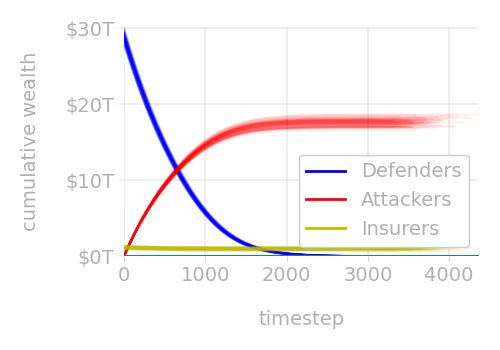 cumulative wealth
$30T
$20T
$10T
$0T
Defenders
Attackers
Insurers
0 1000 2000 3000 4000
timestep